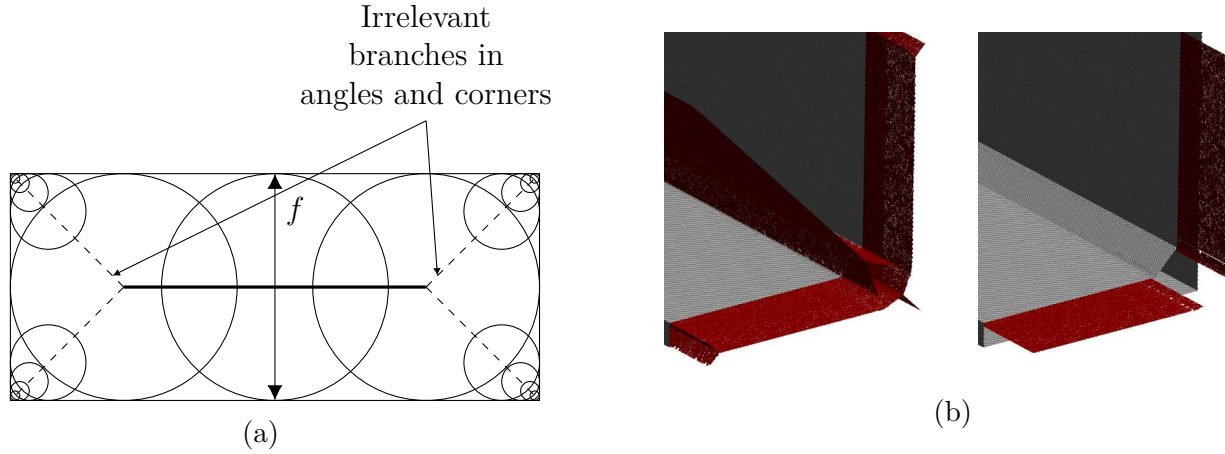 Irrelevant
branches in
angles and corners
f
(a)
(b)